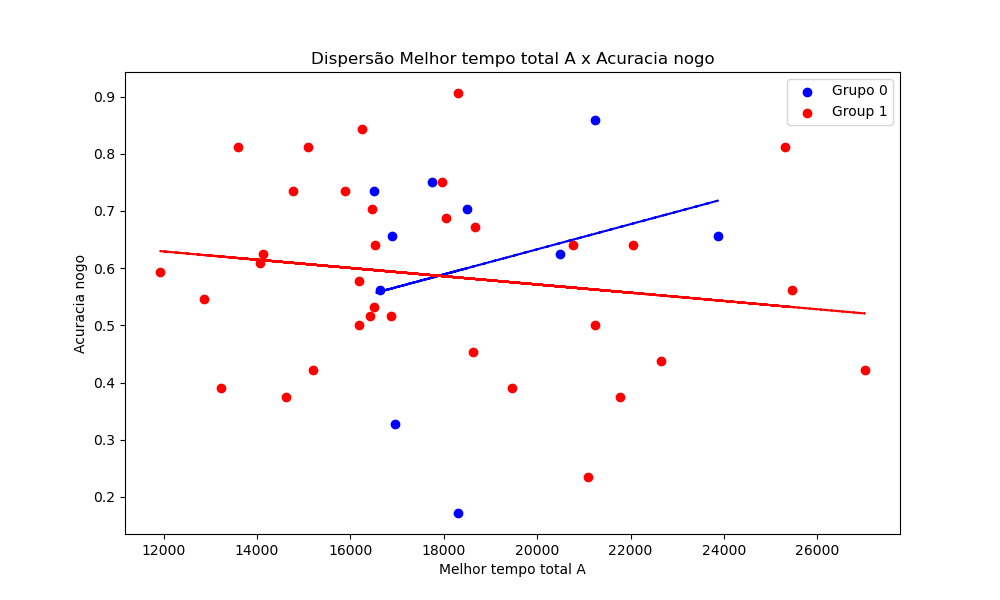 Dispersão Melhor tempo total A x Acuracia nogo
Grupo 0
Group 1
Acuracia nogo
0.9
0.8
0.7
0.6
0.5
0.4
0.3
0.2
12000 14000 16000 18000 20000 22000 24000 26000
Melhor tempo total A